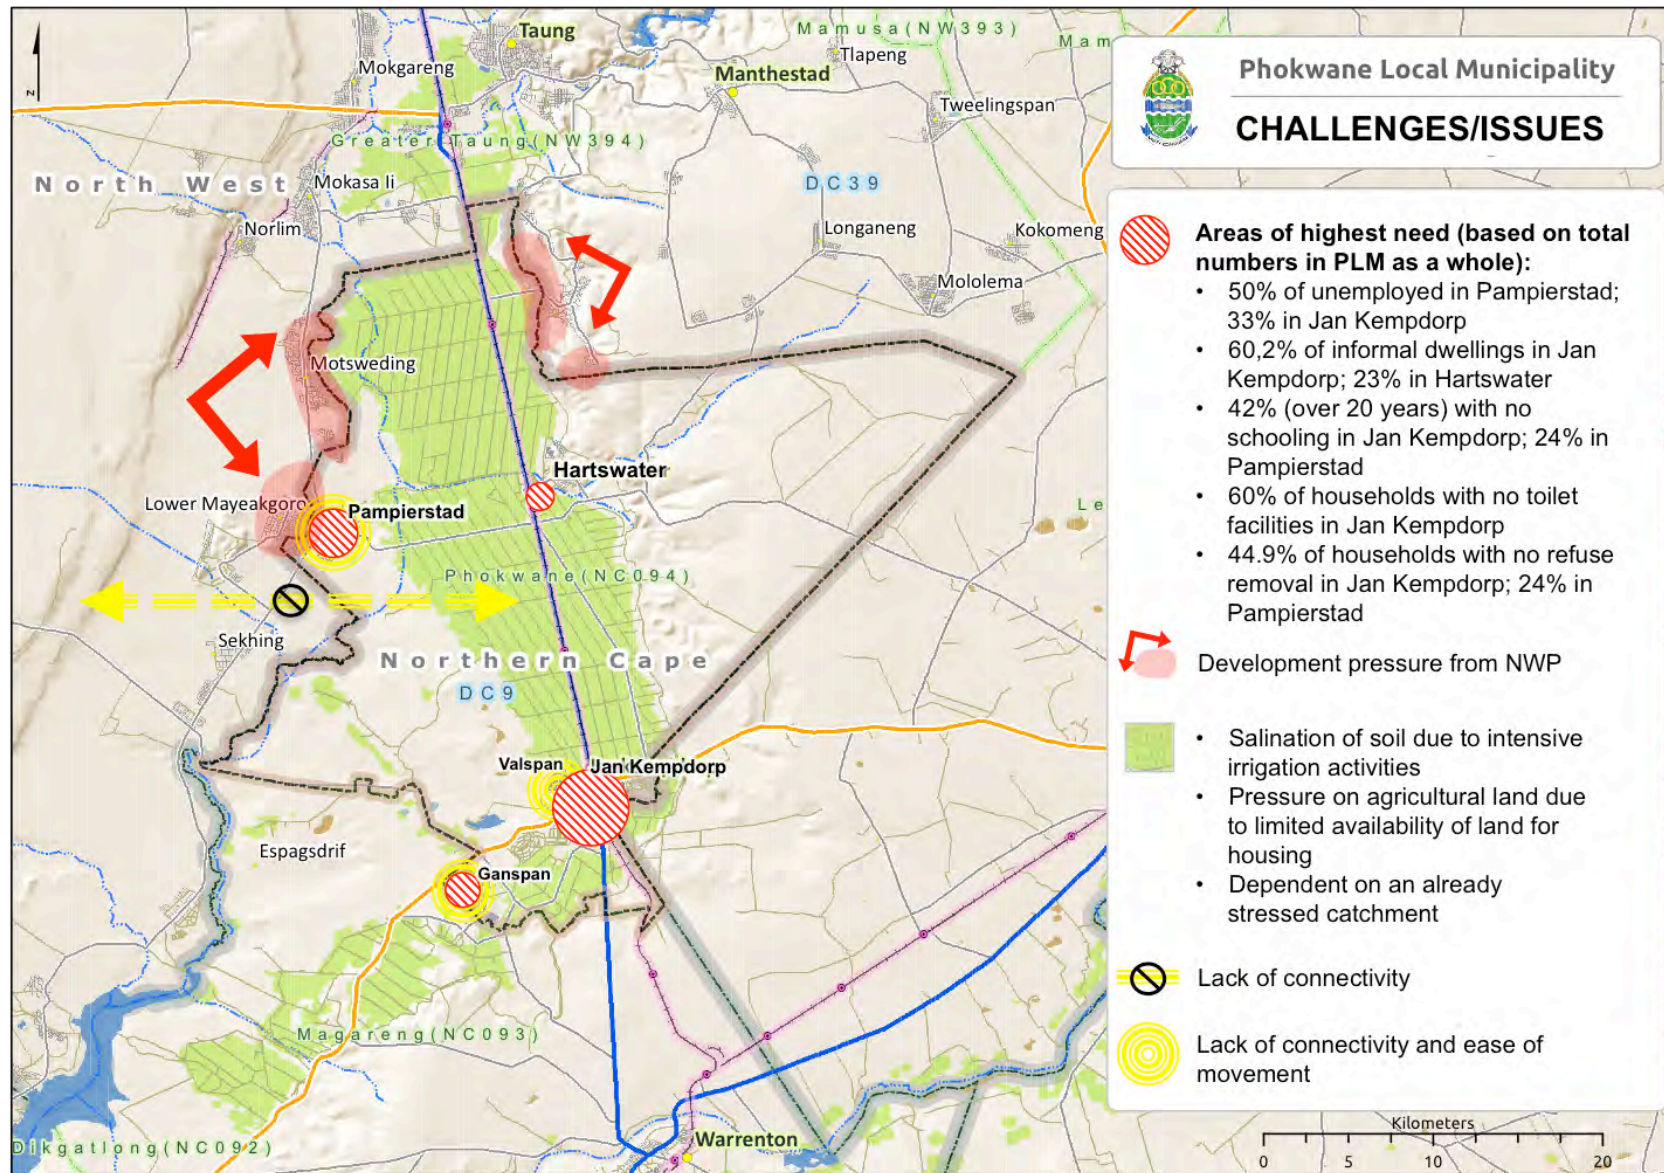 Phokwane Local Municipality
CHALLENGES/ISSUES
Areas of highest need (based on total
numbers in PLM as a whole):
• 50% of unemployed in Pampierstad;
33% in Jan Kempdorp
• 60,2% of informal dwellings in Jan
Kempdorp; 23% in Hartswater
• 42% (over 20 years) with no
schooling in Jan Kempdorp; 24% in
Pampierstad
• 60% of households with no toilet
facilities in Jan Kempdorp
• 44.9% of households with no refuse
removal in Jan Kempdorp; 24% in
Pampierstad
Development pressure from NWP
• Salination of soil due to intensive
irrigation activities
• Pressure on agricultural land due
to limited availability of land for
housing
• Dependent on an already
stressed catchment
Lack of connectivity
Lack of connectivity and ease of
movement
Kilometers
0 5 10 20
N
Taung
Mamusa(NW393)
Mam
Tlapeng
Mokgareng
Manthestad
Tweelingspan
Greater Taung(NW394)
North West
Mokasa Ii
DC39
Norlim
Longaneng
Kokomeng
Mololema
Motsweding
Hartswater
Lower Mayeakgoro
Pampierstad
Le
Phokwane(NC094)
Sekhing
Northern Cape
DC9
Valspan
Jan Kempdorp
Espagsdrif
Ganspan
Magareng(NC093)
Dikgatlong(NC092)
Warrenton